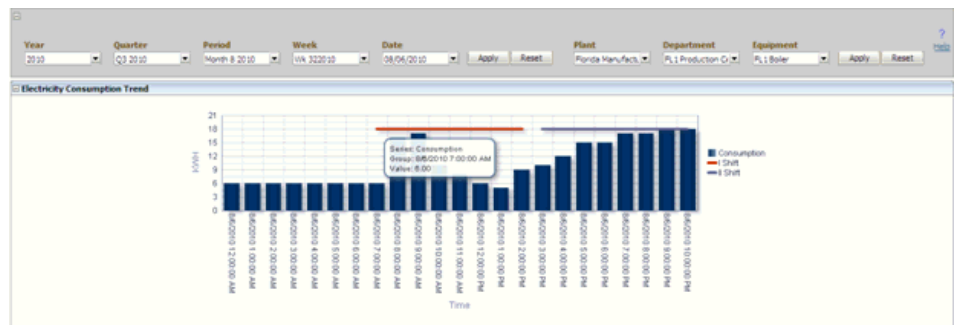 Year Quarter Period Week Date Plant Department Equipment ?
2010 Q3 2010 Month 8 2010 Wk 322010 08/06/2010 Apply Reset Florida Manufact. FL1 Production C FL1 Boiler Apply Reset Help
Electricity Consumption Trend
21
18
15
12
9
6
3
0
KWH
Series: Consumption
Group: 8/6/2010 7:00:00 AM
Value: 6.00
Consumption
I Shift
II Shift
8/6/2010 12:00:00 AM
8/6/2010 1:00:00 AM
8/6/2010 2:00:00 AM
8/6/2010 3:00:00 AM
8/6/2010 4:00:00 AM
8/6/2010 5:00:00 AM
8/6/2010 6:00:00 AM
8/6/2010 7:00:00 AM
8/6/2010 8:00:00 AM
8/6/2010 9:00:00 AM
8/6/2010 10:00:00 AM
8/6/2010 11:00:00 AM
8/6/2010 12:00:00 PM
8/6/2010 1:00:00 PM
8/6/2010 2:00:00 PM
8/6/2010 3:00:00 PM
8/6/2010 4:00:00 PM
8/6/2010 5:00:00 PM
8/6/2010 6:00:00 PM
8/6/2010 7:00:00 PM
8/6/2010 8:00:00 PM
8/6/2010 9:00:00 PM
8/6/2010 10:00:00 PM
Time